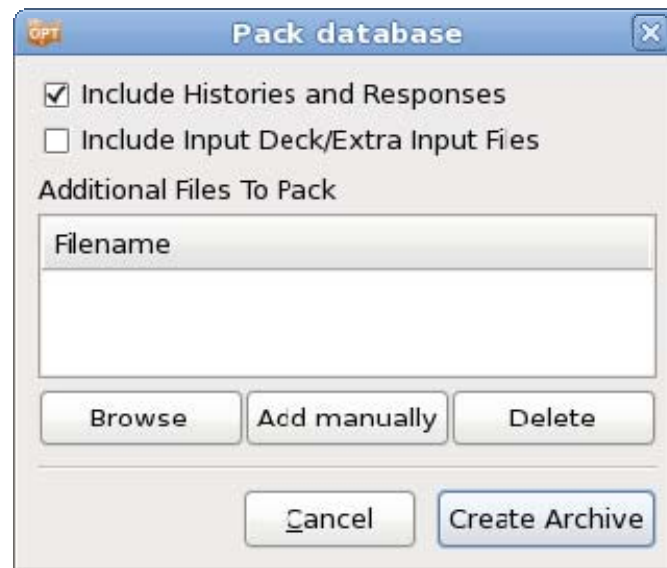 OPT
Pack database
Include Histories and Responses
Include Input Deck/Extra Input Files
Additional Files To Pack
Filename
Browse
Add manually
Delete
Cancel
Create Archive